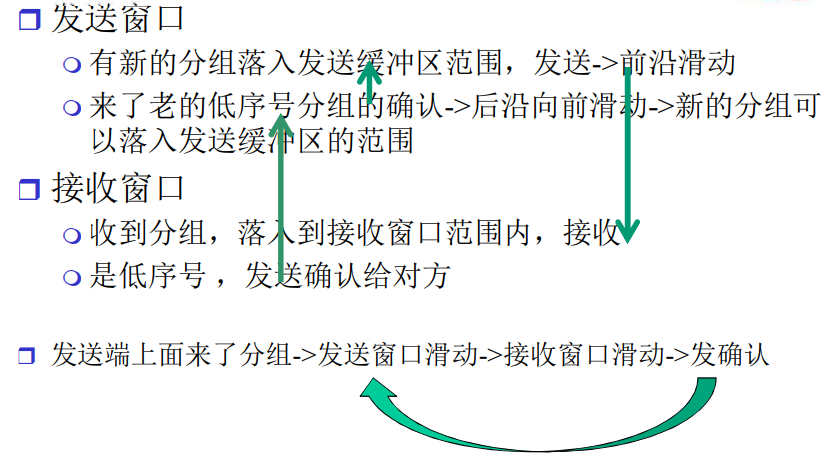 发送窗口
有新的分组落入发送缓冲区范围，发送->前沿滑动
来了老的低序号分组的确认->后沿向前滑动->新的分组可
以落入发送缓冲区的范围
接收窗口
收到分组，落入到接收窗口范围内，接收
是低序号，发送确认给对方
发送端上面来了分组->发送窗口滑动->接收窗口滑动->发确认